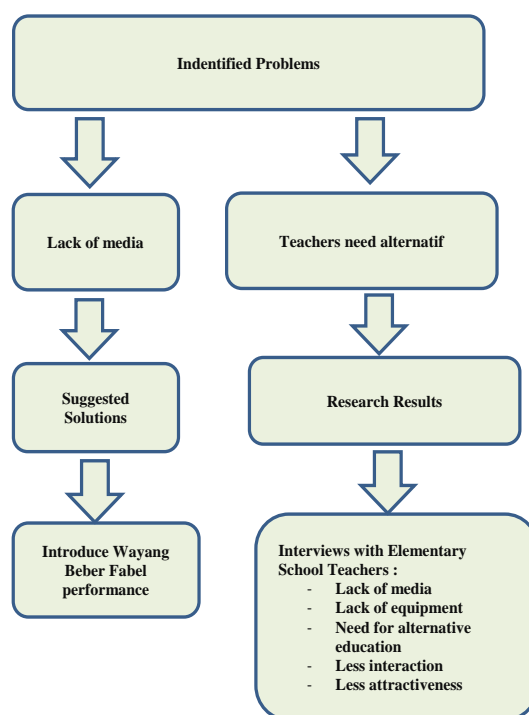 Indentified Problems
Lack of media
Teachers need alternatif
Suggested
Solutions
Research Results
Introduce Wayang
Beber Fabel
performance
Interviews with Elementary
School Teachers :
- Lack of media
- Lack of equipment
- Need for alternative
education
- Less interaction
- Less attractiveness